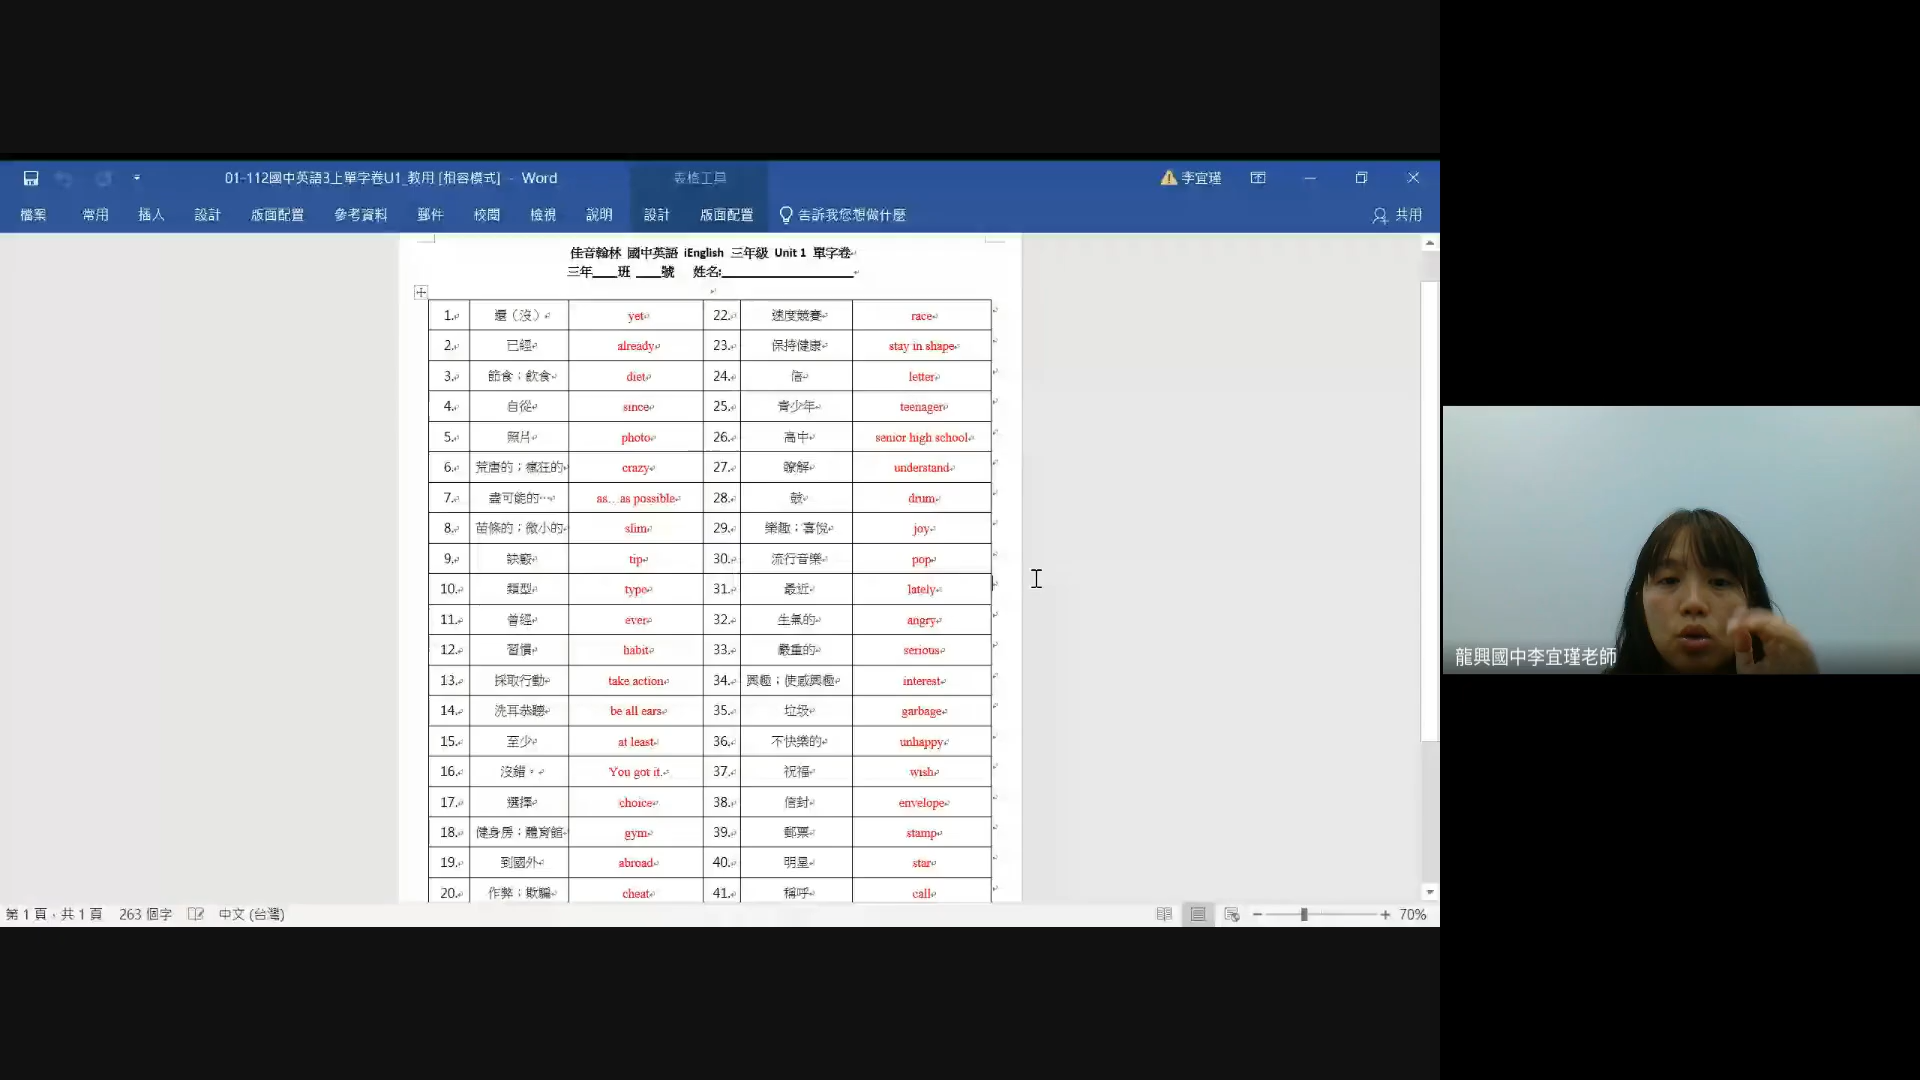 01-112國中英語3上單字卷U1_教用 [相容模式] - Word
表格工具
李宜瑾
檔案 常用 插入 設計 版面配置 參考資料 郵件 校閱 檢視 說明 設計 版面配置 告訴我您想做什麼 共用
佳音翰林 國中英語 iEnglish 三年級 Unit 1 單字卷
三年____班 ____號 姓名:____________________
1. 還（沒） yet 22. 速度競賽 race
2. 已經 already 23. 保持健康 stay in shape
3. 節食；飲食 diet 24. 信 letter
4. 自從 since 25. 青少年 teenager
5. 照片 photo 26. 高中 senior high school
6. 荒唐的；瘋狂的 crazy 27. 瞭解 understand
7. 盡可能的… as…as possible 28. 鼓 drum
8. 苗條的；微小的 slim 29. 樂趣；喜悅 joy
9. 訣竅 tip 30. 流行音樂 pop
10. 類型 type 31. 最近 lately
11. 曾經 ever 32. 生氣的 angry
12. 習慣 habit 33. 嚴重的 serious
13. 採取行動 take action 34. 興趣；使感興趣 interest
14. 洗耳恭聽 be all ears 35. 垃圾 garbage
15. 至少 at least 36. 不快樂的 unhappy
16. 沒錯。 You got it. 37. 祝福 wish
17. 選擇 choice 38. 信封 envelope
18. 健身房；體育館 gym 39. 郵票 stamp
19. 到國外 abroad 40. 明星 star
20. 作弊；欺騙 cheat 41. 稱呼 call
第 1 頁，共 1 頁 263 個字 中文 (台灣) 70%
龍興國中李宜瑾老師